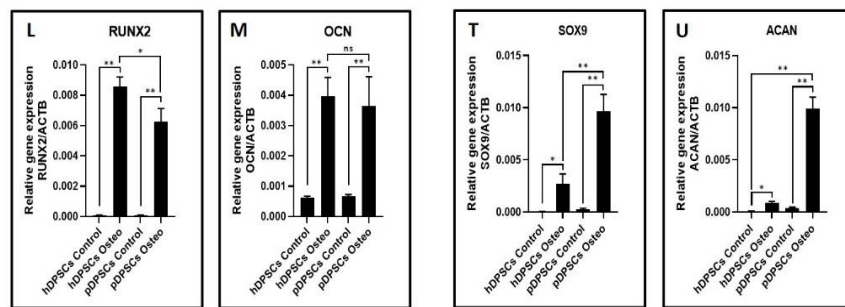 L
RUNX2
Relative gene expression
RUNX2/ACTB
0.010
0.008
0.006
0.004
0.002
0.000
**
*
**
hDPSCs Control
hDPSCs Osteo
pDPSCs Control
pDPSCs Osteo
M
OCN
Relative gene expression
OCN/ACTB
0.005
0.004
0.003
0.002
0.001
0.000
**
ns
**
hDPSCs Control
hDPSCs Osteo
pDPSCs Control
pDPSCs Osteo
T
SOX9
Relative gene expression
SOX9/ACTB
0.015
0.010
0.005
0.000
*
**
**
hDPSCs Control
hDPSCs Osteo
pDPSCs Control
pDPSCs Osteo
U
ACAN
Relative gene expression
ACAN/ACTB
0.015
0.010
0.005
0.000
*
**
**
hDPSCs Control
hDPSCs Osteo
pDPSCs Control
pDPSCs Osteo